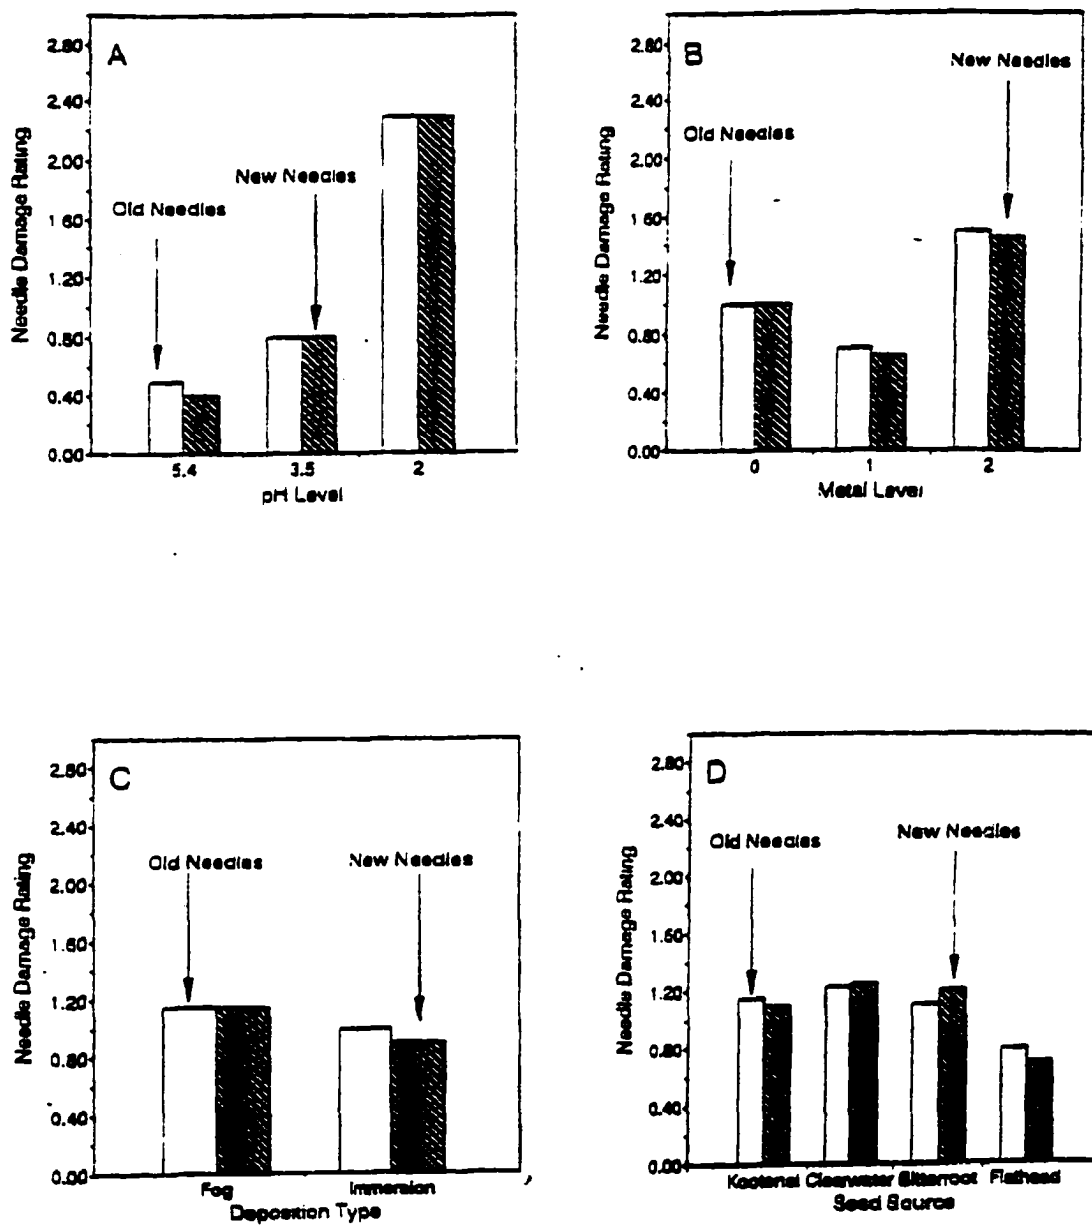 A
2.80
2.40
2.00
1.60
1.20
0.80
0.40
0.00
Needle Damage Rating
Old Needles
New Needles
5.4
3.5
2
pH Level
B
2.80
2.40
2.00
1.60
1.20
0.80
0.40
0.00
Needle Damage Rating
Old Needles
New Needles
0
1
2
Metal Level
C
2.80
2.40
2.00
1.60
1.20
0.80
0.40
0.00
Needle Damage Rating
Old Needles
New Needles
Fog
Immersion
Deposition Type
D
2.80
2.40
2.00
1.60
1.20
0.80
0.40
0.00
Needle Damage Rating
Old Needles
New Needles
Kootenai Clearwater Bitterroot Flathead
Seed Source